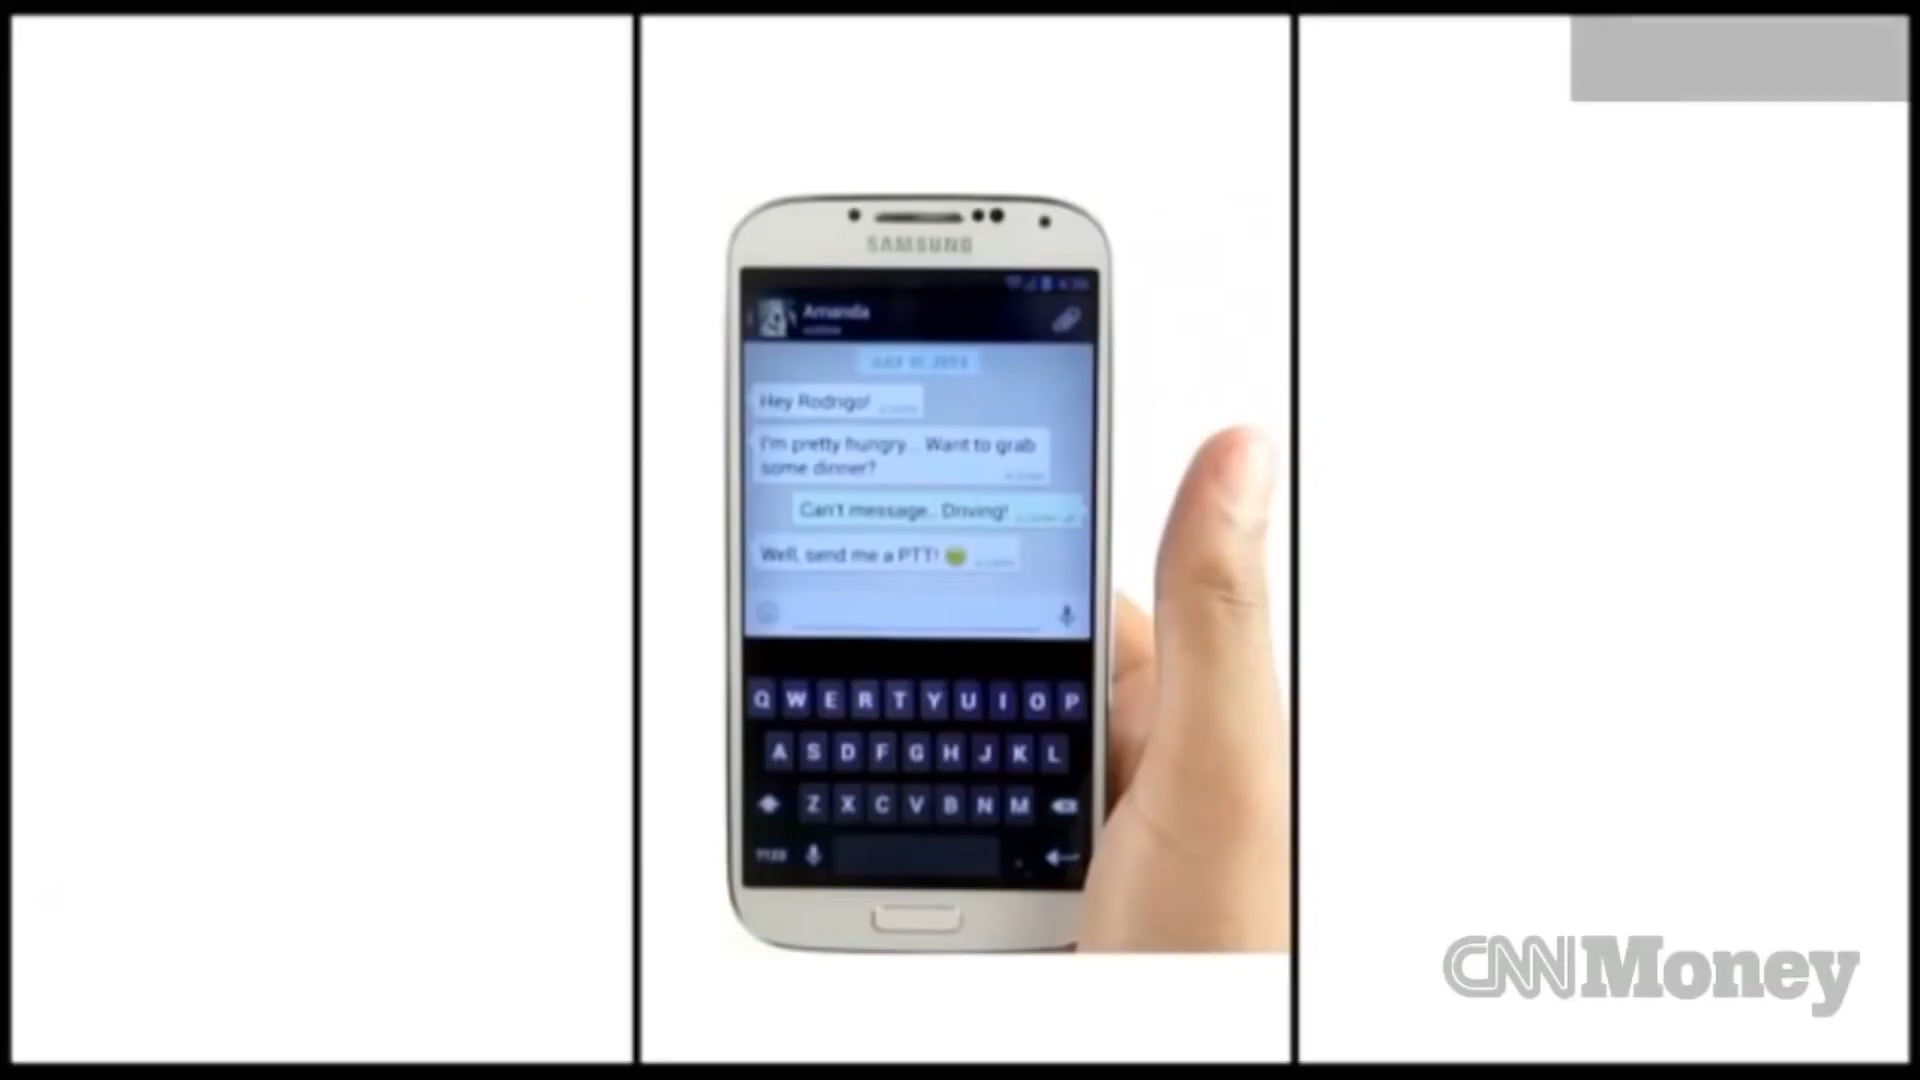 SAMSUNG
Amanda
online
Hey Rodrigo!
I'm pretty hungry... Want to grab
some dinner?
Can't message.. Driving!
Well, send me a PTT!
Q W E R T Y U I O P
A S D F G H J K L
Z X C V B N M
CNNMoney